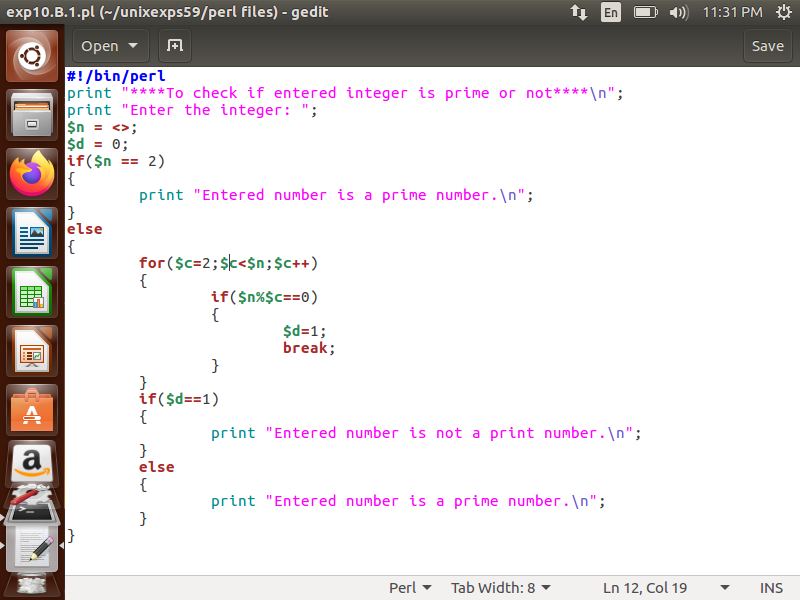 exp10.B.1.pl (~/unixexps59/perl files) - gedit
En
11:31 PM
Open
Save
#!/bin/perl
print "****To check if entered integer is prime or not****\n";
print "Enter the integer: ";
$n = <>;
$d = 0;
if($n == 2)
{
print "Entered number is a prime number.\n";
}
else
{
for($c=2;$c<$n;$c++)
{
if($n%$c==0)
{
$d=1;
break;
}
}
if($d==1)
{
print "Entered number is not a print number.\n";
}
else
{
print "Entered number is a prime number.\n";
}
}
Perl
Tab Width: 8
Ln 12, Col 19
INS